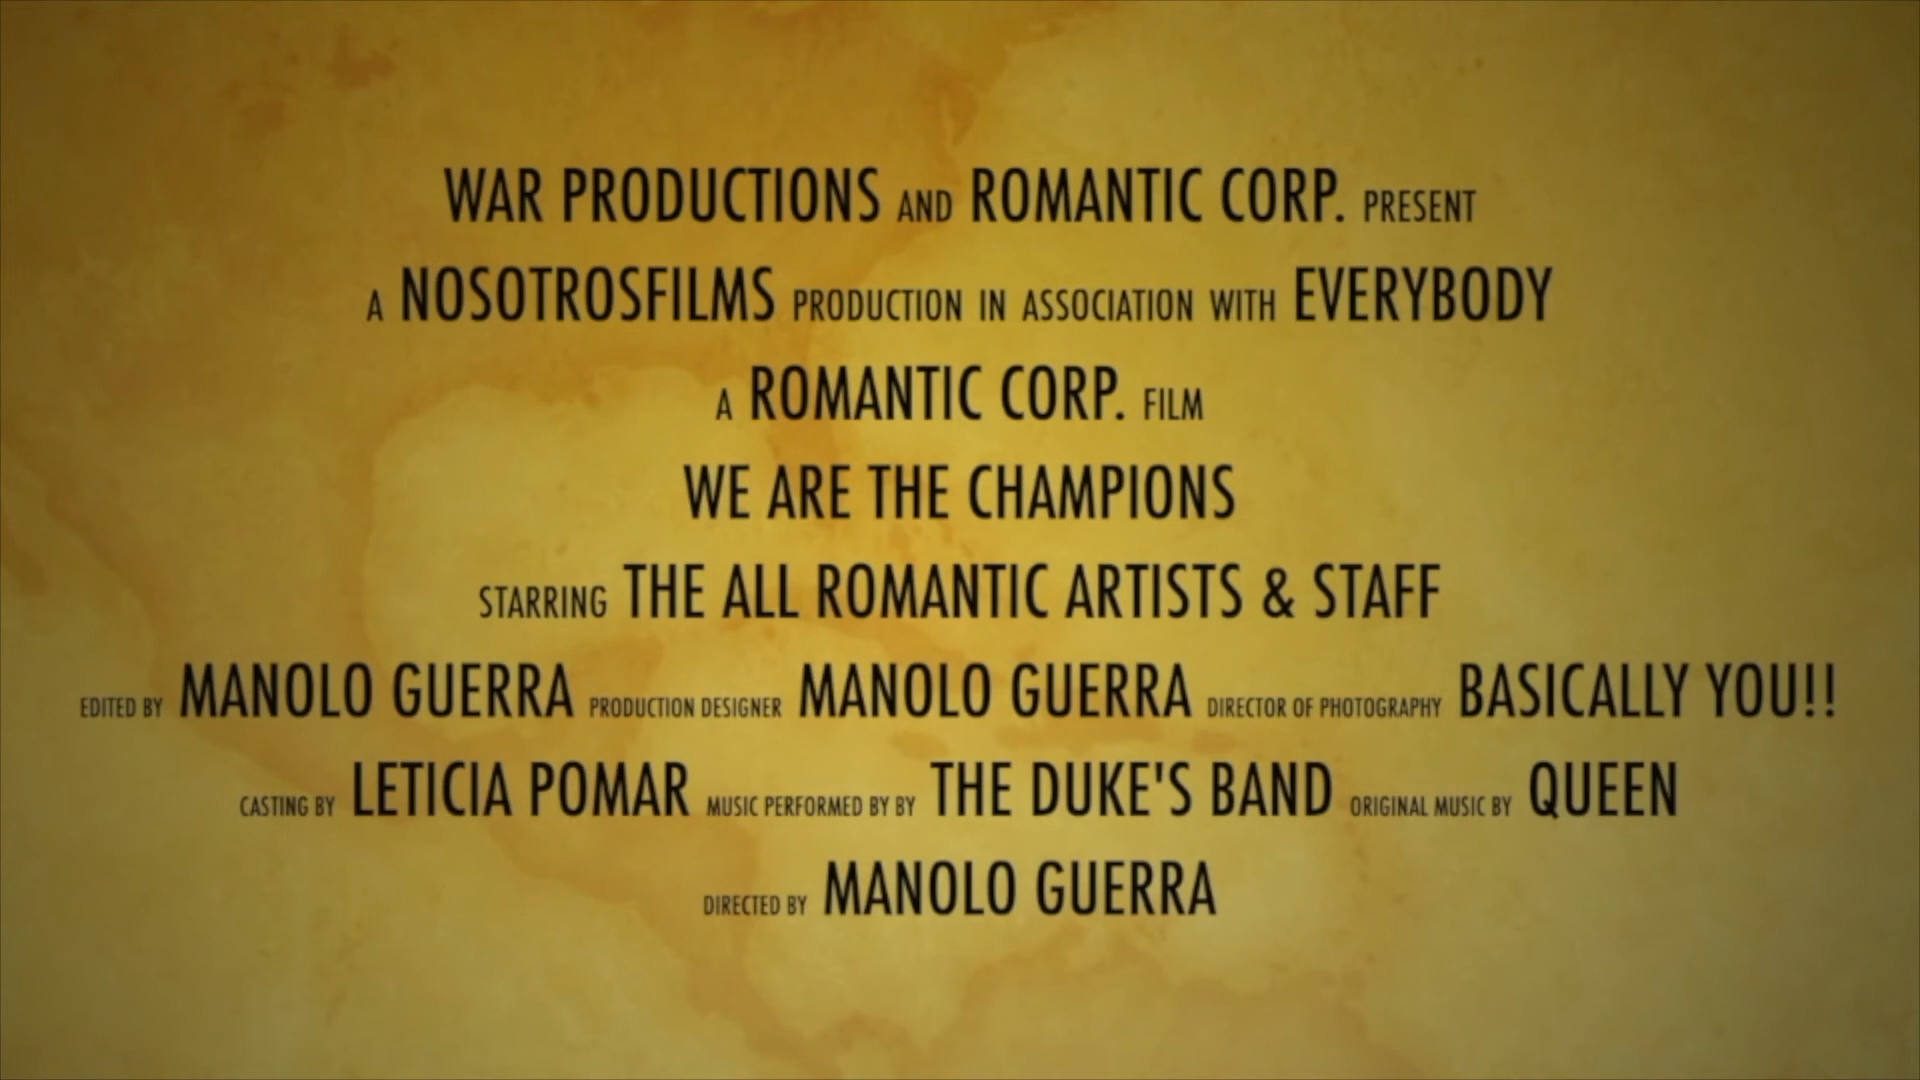 WAR PRODUCTIONS AND ROMANTIC CORP. PRESENT
A NOSOTROSFILMS PRODUCTION IN ASSOCIATION WITH EVERYBODY
A ROMANTIC CORP. FILM
WE ARE THE CHAMPIONS
STARRING THE ALL ROMANTIC ARTISTS & STAFF
EDITED BY MANOLO GUERRA PRODUCTION DESIGNER MANOLO GUERRA DIRECTOR OF PHOTOGRAPHY BASICALLY YOU!!
CASTING BY LETICIA POMAR MUSIC PERFORMED BY BY THE DUKE'S BAND ORIGINAL MUSIC BY QUEEN
DIRECTED BY MANOLO GUERRA